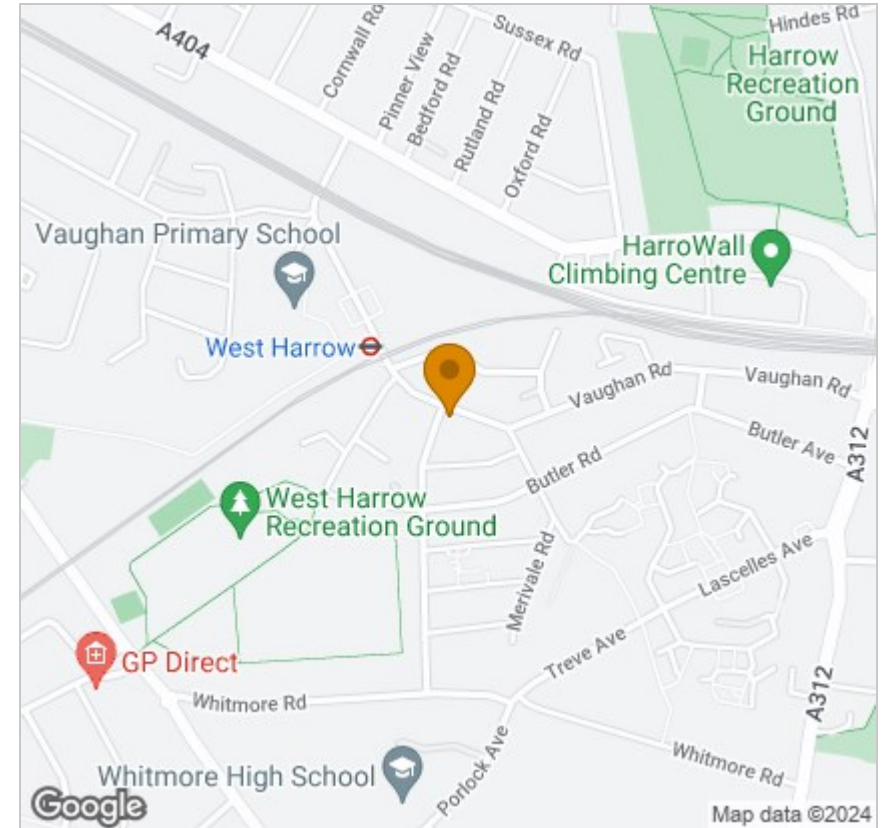 Hindes Rd
Sussex Rd
A404
Cornwall Rd
Pinner View
Bedford Rd
Harrow
Recreation
Ground
Rutland Rd
Oxford Rd
Vaughan Primary School
HarroWall
Climbing Centre
West Harrow
Vaughan Rd
Vaughan Rd
Butler Ave
A312
Butler Rd
West Harrow
Recreation Ground
Merivale Rd
Lascelles Ave
Treve Ave
GP Direct
Whitmore Rd
A312
Whitmore Rd
Porlock Ave
Whitmore High School
Google
Map data ©2024